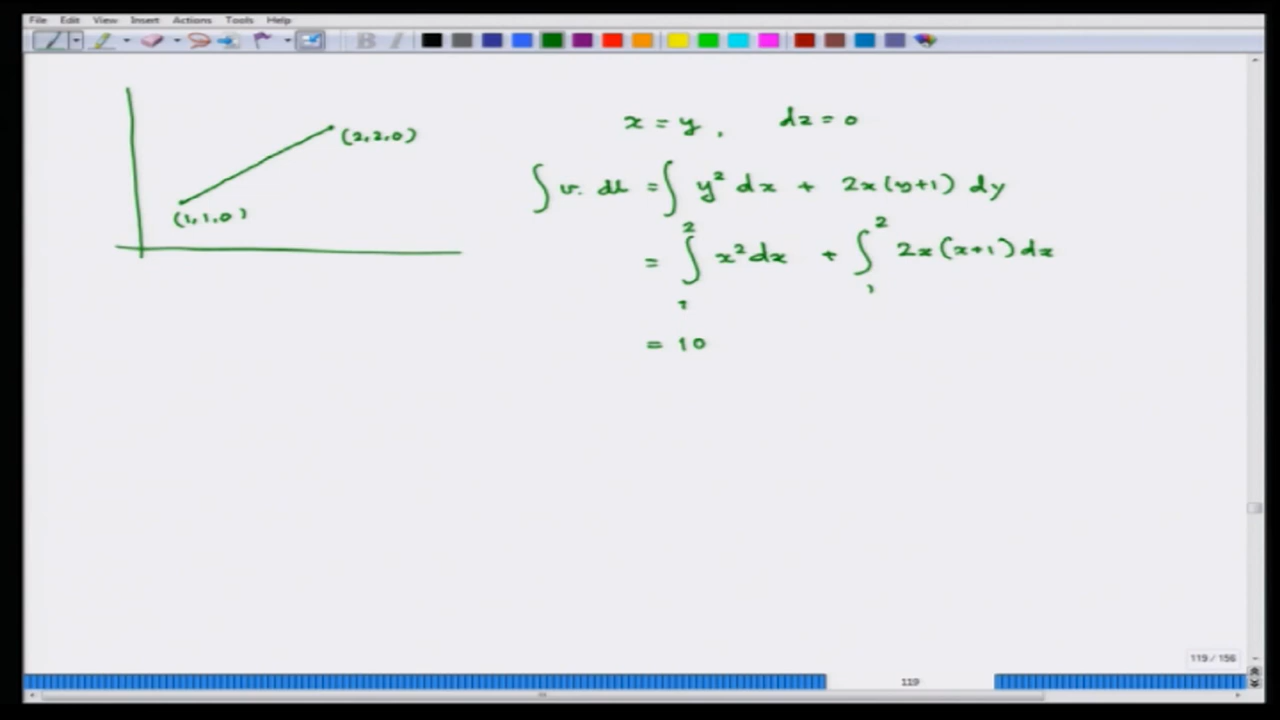 File Edit View Insert Actions Tools Help
B I
(2,2,0)
(1,1,0)
x = y , dz = 0
∫ v. dl = ∫ y² dx + 2x(y+1) dy
= ∫₁² x² dx + ∫₁² 2x(x+1) dx
= 10
119 / 156
119